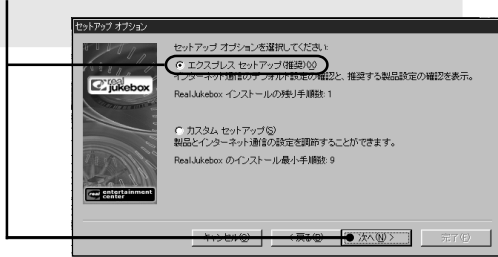 セットアップ オプション
セットアップ オプションを選択してください:
エクスプレス セットアップ(推奨)(X)
インターネット通信のデフォルト設定の確認と、推奨する製品設定の確認を表示。
RealJukebox インストールの残り手順数: 1
カスタム セットアップ(S)
製品とインターネット通信の設定を調節することができます。
RealJukebox のインストール最小手順数: 9
real jukebox
real entertainment center
キャンセル(C)
< 戻る(B)
次へ(N) >
完了(F)